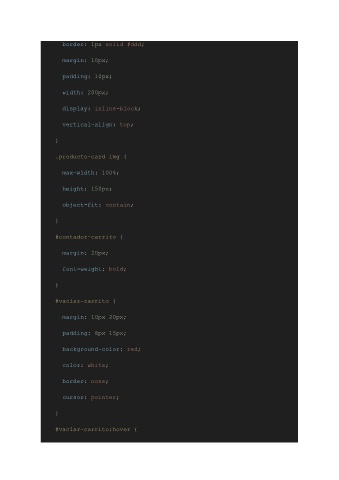 border: 1px solid #ddd;
margin: 10px;
padding: 10px;
width: 200px;
display: inline-block;
vertical-align: top;
}
.producto-card img {
max-width: 100%;
height: 150px;
object-fit: contain;
}
#contador-carrito {
margin: 20px;
font-weight: bold;
}
#vaciar-carrito {
margin: 10px 20px;
padding: 8px 15px;
background-color: red;
color: white;
border: none;
cursor: pointer;
}
#vaciar-carrito:hover {